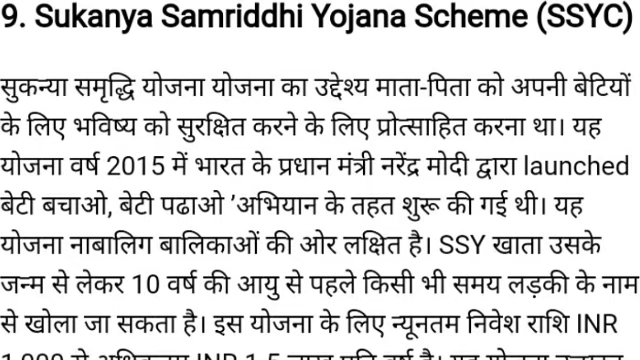 9. Sukanya Samriddhi Yojana Scheme (SSYC)
सुकन्या समृद्धि योजना योजना का उद्देश्य माता-पिता को अपनी बेटियों
के लिए भविष्य को सुरक्षित करने के लिए प्रोत्साहित करना था। यह
योजना वर्ष 2015 में भारत के प्रधान मंत्री नरेंद्र मोदी द्वारा launched
बेटी बचाओ, बेटी पढाओ ’अभियान के तहत शुरू की गई थी। यह
योजना नाबालिग बालिकाओं की ओर लक्षित है। SSY खाता उसके
जन्म से लेकर 10 वर्ष की आयु से पहले किसी भी समय लड़की के नाम
से खोला जा सकता है। इस योजना के लिए न्यूनतम निवेश राशि INR